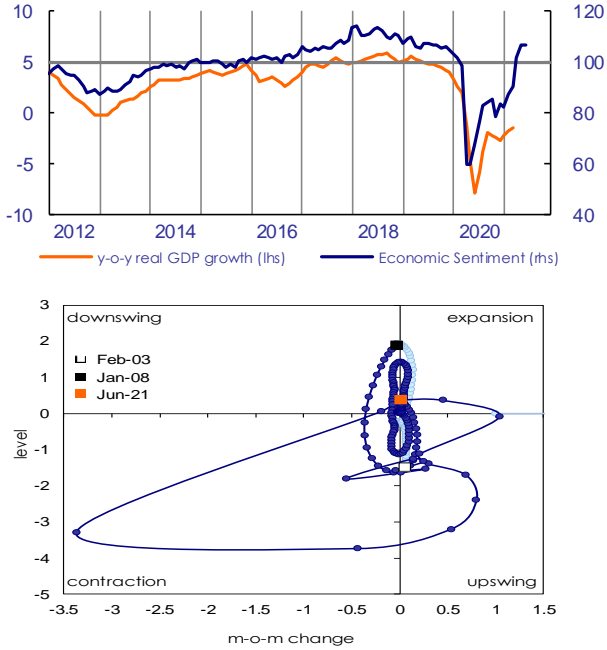 10 120
5 100
0 80
-5 60
-10 40
2012 2014 2016 2018 2020
y-o-y real GDP growth (lhs) Economic Sentiment (rhs)
3
downswing expansion
2
Feb-03
Jan-08
1
Jun-21
0
level
-1
-2
-3
-4
contraction upswing
-5
-3.5 -3 -2.5 -2 -1.5 -1 -0.5 0 0.5 1 1.5
m-o-m change